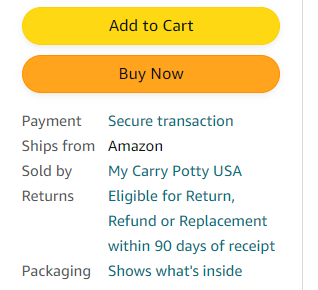 Add to Cart
Buy Now
Payment Secure transaction
Ships from Amazon
Sold by My Carry Potty USA
Returns Eligible for Return,
Refund or Replacement
within 90 days of receipt
Packaging Shows what's inside